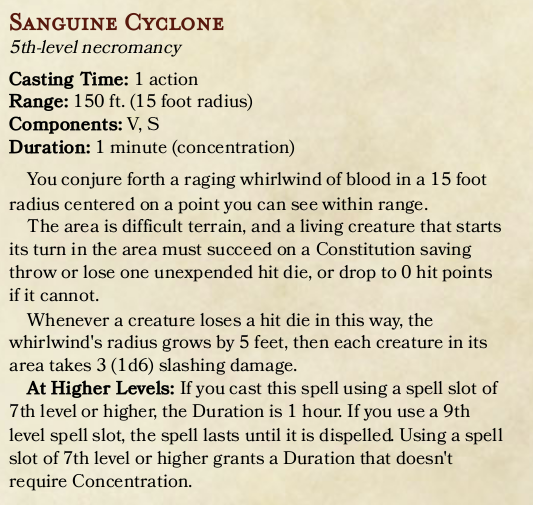 Sanguine Cyclone
5th-level necromancy
Casting Time: 1 action
Range: 150 ft. (15 foot radius)
Components: V, S
Duration: 1 minute (concentration)
You conjure forth a raging whirlwind of blood in a 15 foot
radius centered on a point you can see within range.
The area is difficult terrain, and a living creature that starts
its turn in the area must succeed on a Constitution saving
throw or lose one unexpended hit die, or drop to 0 hit points
if it cannot.
Whenever a creature loses a hit die in this way, the
whirlwind's radius grows by 5 feet, then each creature in its
area takes 3 (1d6) slashing damage.
At Higher Levels: If you cast this spell using a spell slot of
7th level or higher, the Duration is 1 hour. If you use a 9th
level spell slot, the spell lasts until it is dispelled. Using a spell
slot of 7th level or higher grants a Duration that doesn't
require Concentration.